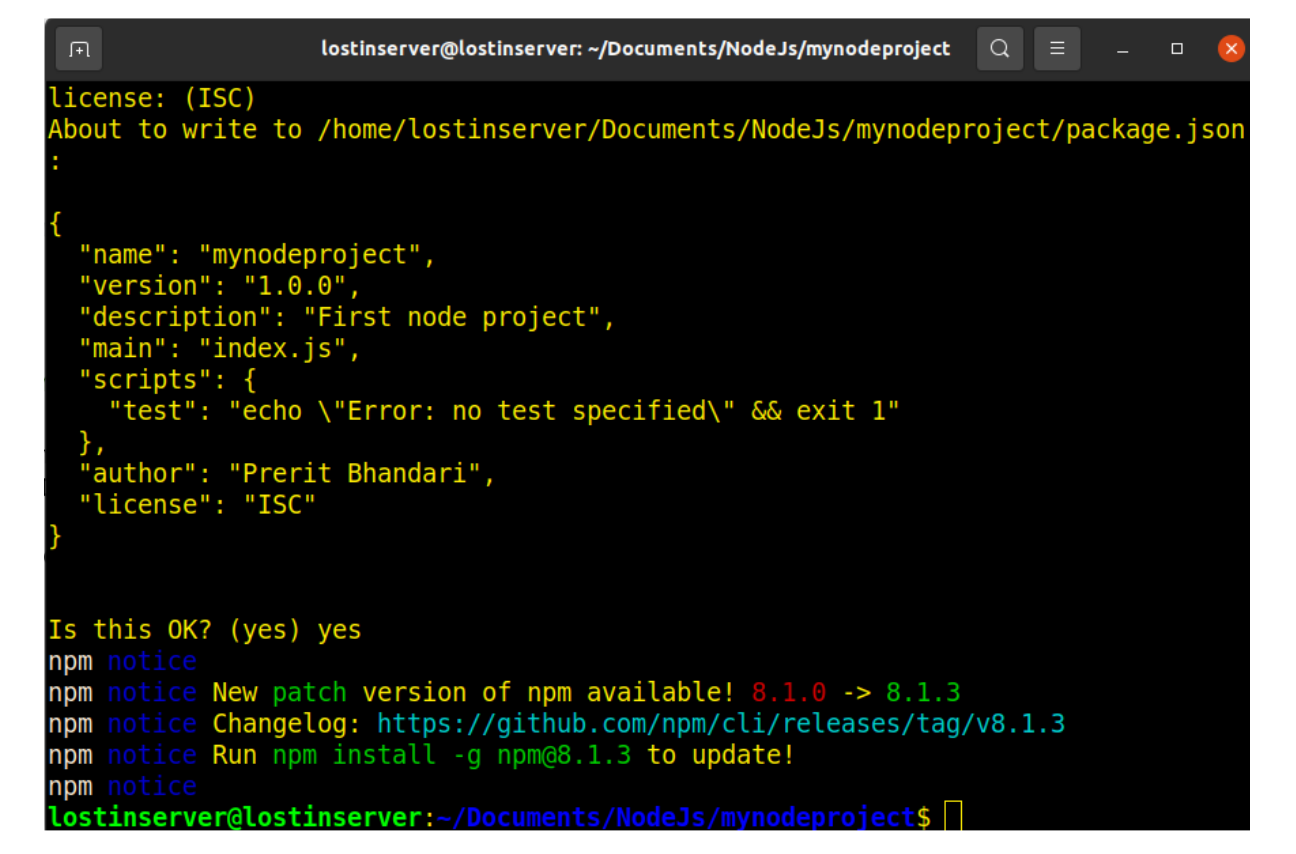 lostinserver@lostinserver: ~/Documents/NodeJs/mynodeproject
license: (ISC)
About to write to /home/lostinserver/Documents/NodeJs/mynodeproject/package.json
:
{
  "name": "mynodeproject",
  "version": "1.0.0",
  "description": "First node project",
  "main": "index.js",
  "scripts": {
    "test": "echo \"Error: no test specified\" && exit 1"
  },
  "author": "Prerit Bhandari",
  "license": "ISC"
}
Is this OK? (yes) yes
npm notice
npm notice New patch version of npm available! 8.1.0 -> 8.1.3
npm notice Changelog: https://github.com/npm/cli/releases/tag/v8.1.3
npm notice Run npm install -g npm@8.1.3 to update!
npm notice
lostinserver@lostinserver:~/Documents/NodeJs/mynodeproject$